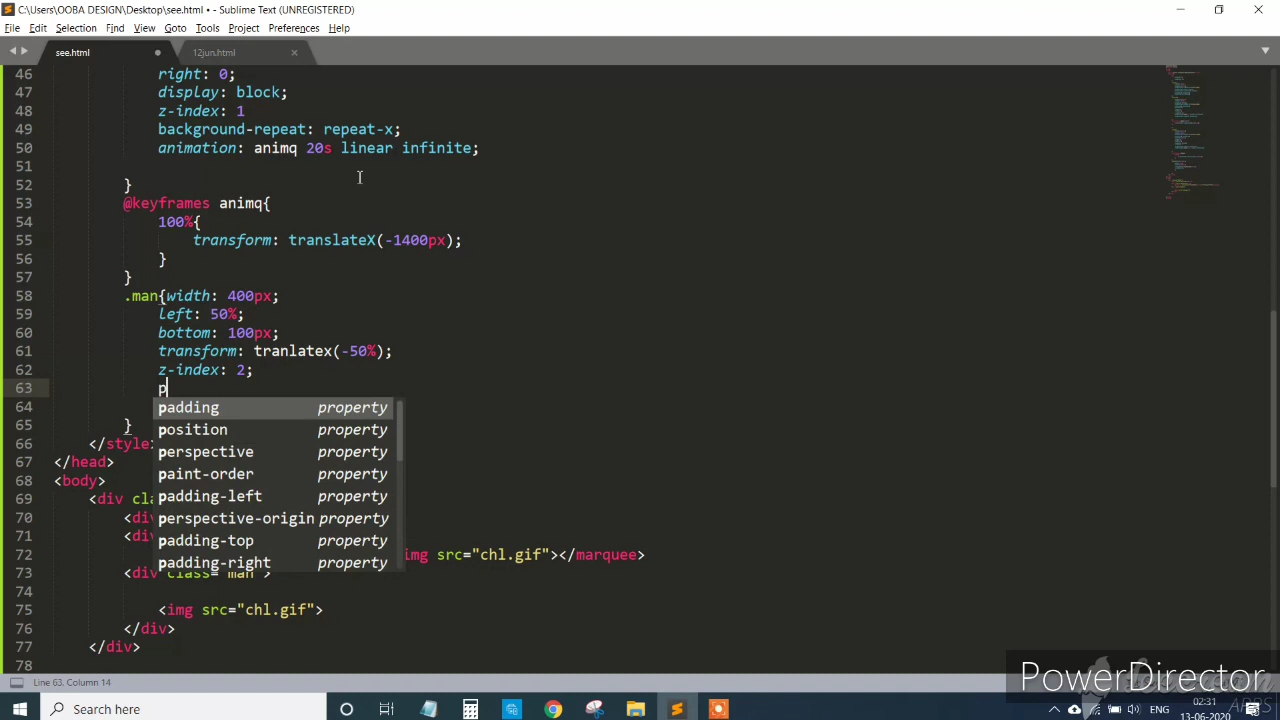 C:\Users\OOBA DESIGN\Desktop\see.html • - Sublime Text (UNREGISTERED)
File Edit Selection Find View Goto Tools Project Preferences Help
see.html 12jun.html
46 right: 0;
47 display: block;
48 z-index: 1
49 background-repeat: repeat-x;
50 animation: animq 20s linear infinite;
51
52 }
53 @keyframes animq{
54 100%{
55 transform: translateX(-1400px);
56 }
57 }
58 .man{width: 400px;
59 left: 50%;
60 bottom: 100px;
61 transform: tranlatex(-50%);
62 z-index: 2;
63 p
64 padding property
position property
65 }
66 </style>
perspective property
67 </head>
68 <body>
paint-order property
69 <div cla
padding-left property
70 <div
perspective-origin property
71 <div
padding-top property
72 img src="chl.gif"></marquee>
padding-right property
73 <div class="man">
74
75 <img src="chl.gif">
76 </div>
77 </div>
78
Line 63, Column 14
PowerDirector
APPS
Search here
ENG
02:31
13-06-2020